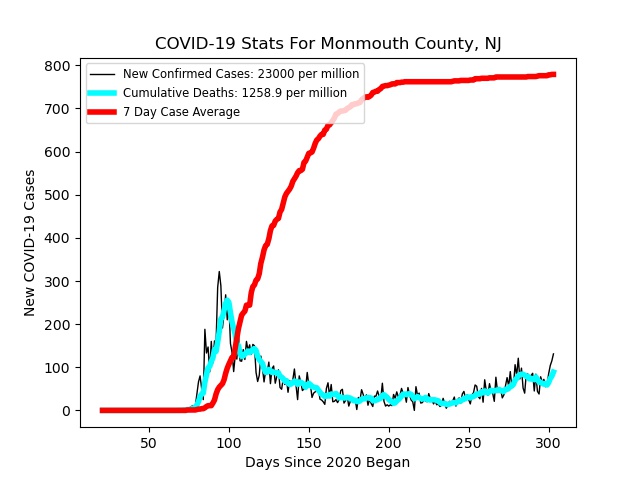 COVID-19 Stats For Monmouth County, NJ
New Confirmed Cases: 23000 per million
Cumulative Deaths: 1258.9 per million
7 Day Case Average
800
700
600
500
400
300
200
100
0
New COVID-19 Cases
50 100 150 200 250 300
Days Since 2020 Began